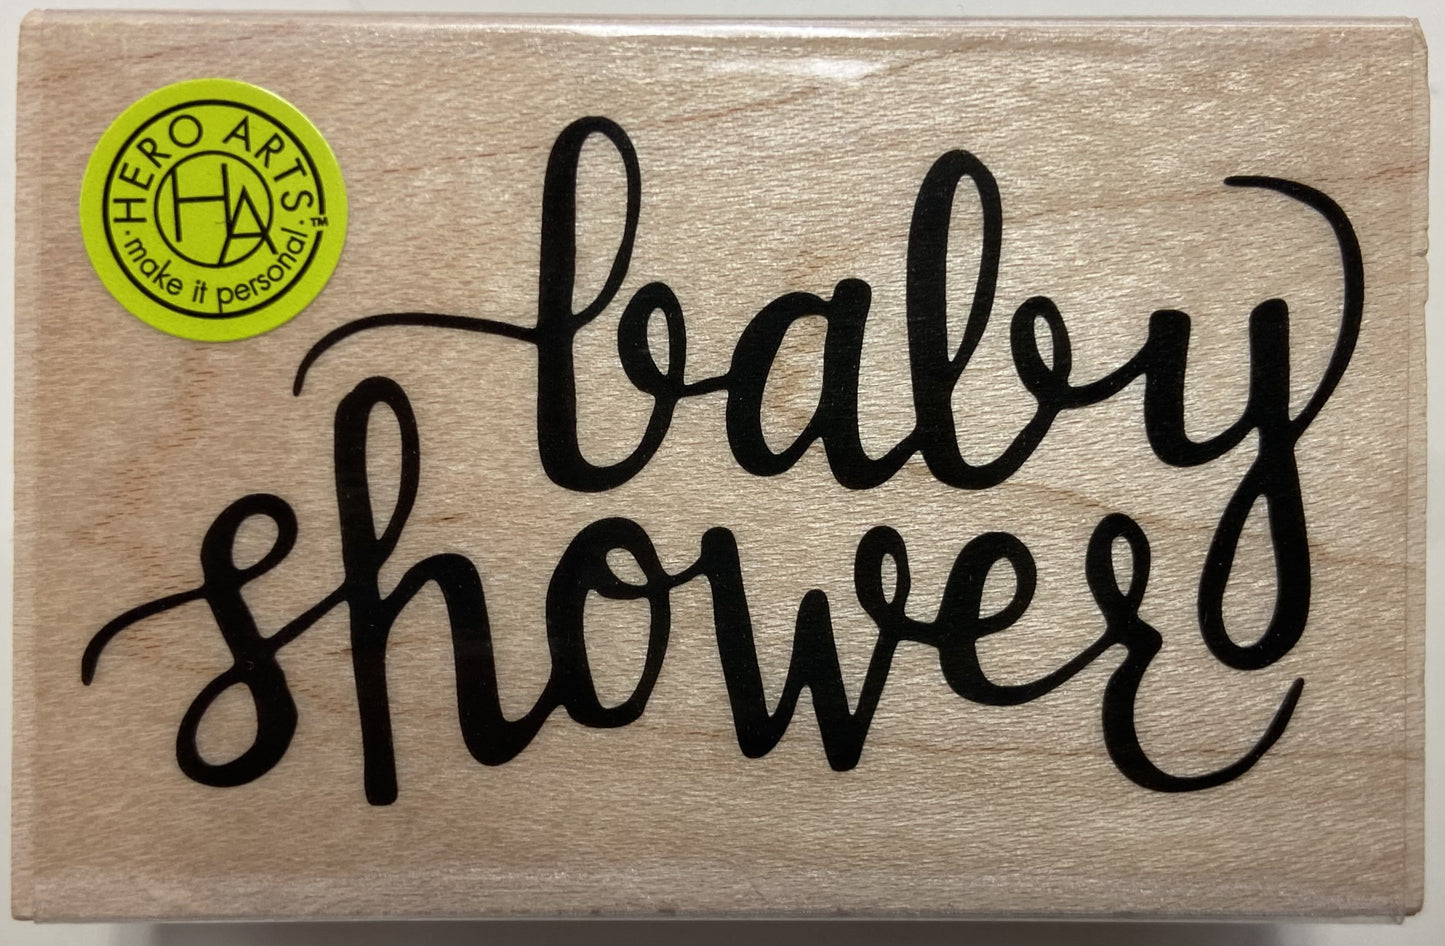 HERO ARTS
HA
· make it personal. ™
baby
shower